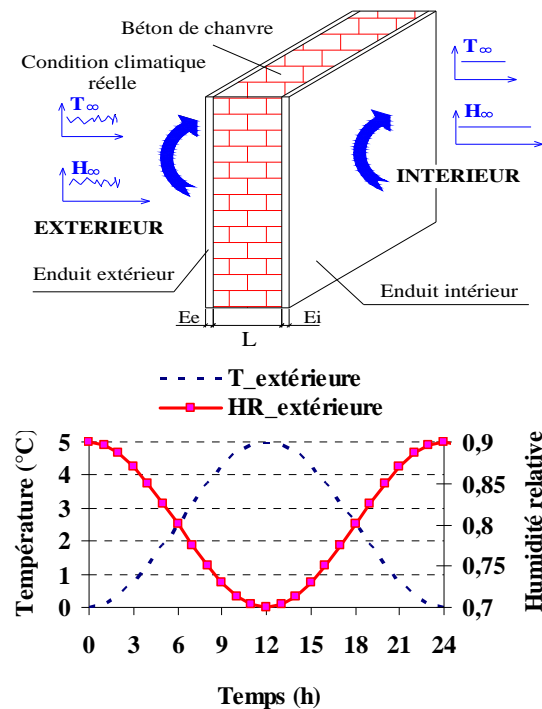 Béton de chanvre
Condition climatique
réelle
T∞
H∞
EXTERIEUR
Enduit extérieur
T∞
H∞
INTERIEUR
Enduit intérieur
Ee
L
Ei
T_extérieure
HR_extérieure
Température (°C)
5
4
3
2
1
0
0,9
0,85
0,8
0,75
0,7
Humidité relative
0 3 6 9 12 15 18 21 24
Temps (h)